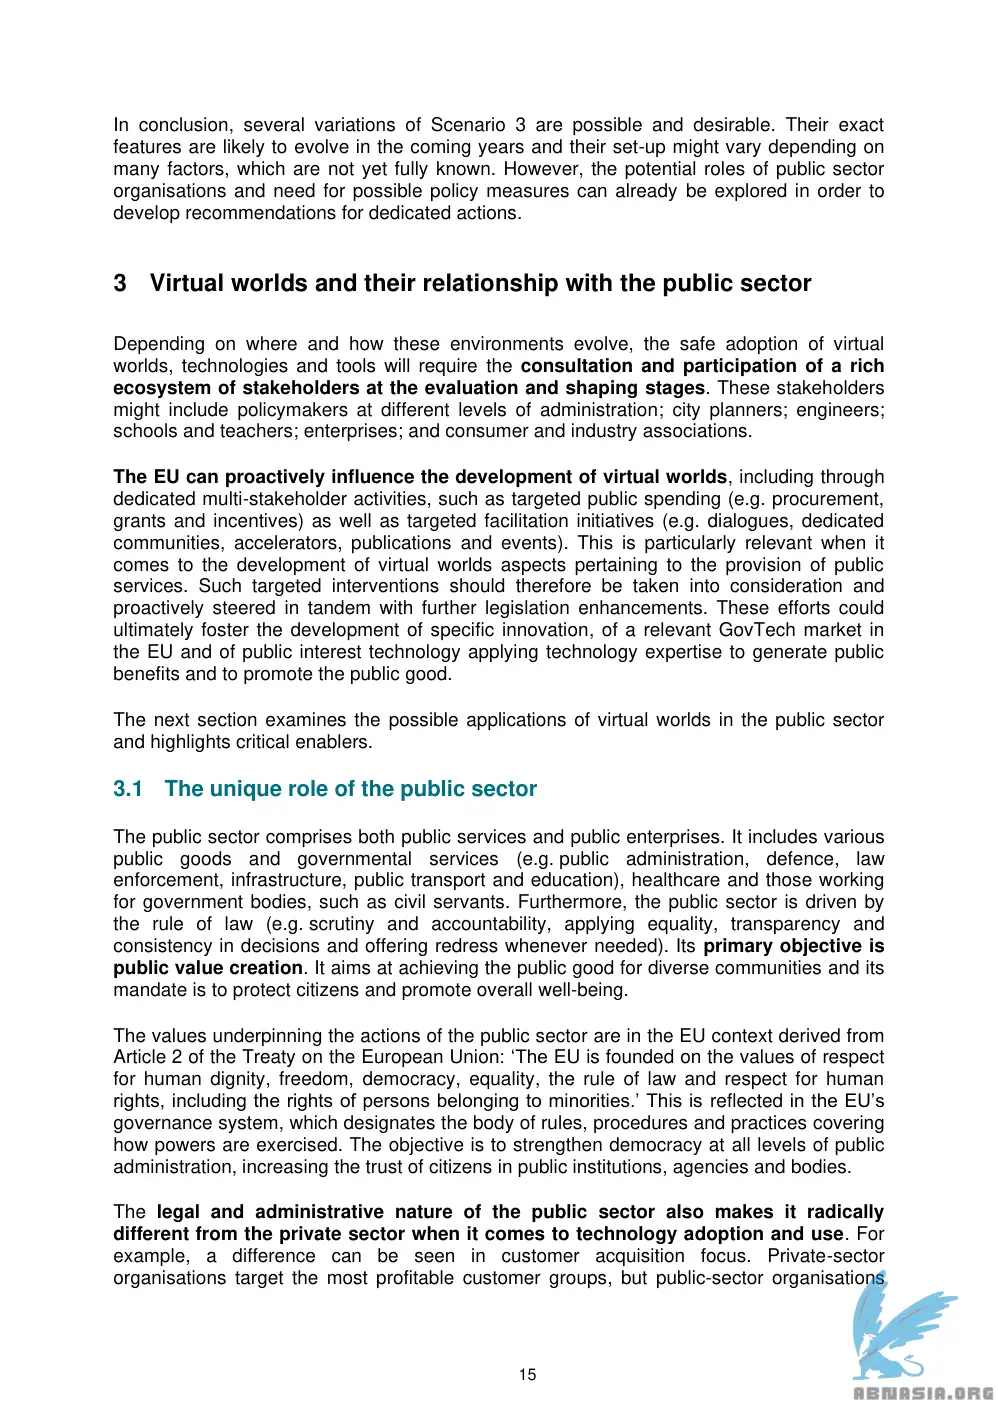 In conclusion, several variations of Scenario 3 are possible and desirable. Their exact
features are likely to evolve in the coming years and their set-up might vary depending on
many factors, which are not yet fully known. However, the potential roles of public sector
organisations and need for possible policy measures can already be explored in order to
develop recommendations for dedicated actions.
3 Virtual worlds and their relationship with the public sector
Depending on where and how these environments evolve, the safe adoption of virtual
worlds, technologies and tools will require the consultation and participation of a rich
ecosystem of stakeholders at the evaluation and shaping stages. These stakeholders
might include policymakers at different levels of administration; city planners; engineers;
schools and teachers; enterprises; and consumer and industry associations.
The EU can proactively influence the development of virtual worlds, including through
dedicated multi-stakeholder activities, such as targeted public spending (e.g. procurement,
grants and incentives) as well as targeted facilitation initiatives (e.g. dialogues, dedicated
communities, accelerators, publications and events). This is particularly relevant when it
comes to the development of virtual worlds aspects pertaining to the provision of public
services. Such targeted interventions should therefore be taken into consideration and
proactively steered in tandem with further legislation enhancements. These efforts could
ultimately foster the development of specific innovation, of a relevant GovTech market in
the EU and of public interest technology applying technology expertise to generate public
benefits and to promote the public good.
The next section examines the possible applications of virtual worlds in the public sector
and highlights critical enablers.
3.1 The unique role of the public sector
The public sector comprises both public services and public enterprises. It includes various
public goods and governmental services (e.g. public administration, defence, law
enforcement, infrastructure, public transport and education), healthcare and those working
for government bodies, such as civil servants. Furthermore, the public sector is driven by
the rule of law (e.g. scrutiny and accountability, applying equality, transparency and
consistency in decisions and offering redress whenever needed). Its primary objective is
public value creation. It aims at achieving the public good for diverse communities and its
mandate is to protect citizens and promote overall well-being.
The values underpinning the actions of the public sector are in the EU context derived from
Article 2 of the Treaty on the European Union: ‘The EU is founded on the values of respect
for human dignity, freedom, democracy, equality, the rule of law and respect for human
rights, including the rights of persons belonging to minorities.’ This is reflected in the EU’s
governance system, which designates the body of rules, procedures and practices covering
how powers are exercised. The objective is to strengthen democracy at all levels of public
administration, increasing the trust of citizens in public institutions, agencies and bodies.
The legal and administrative nature of the public sector also makes it radically
different from the private sector when it comes to technology adoption and use. For
example, a difference can be seen in customer acquisition focus. Private-sector
organisations target the most profitable customer groups, but public-sector organisations
15
ABNASIA.ORG